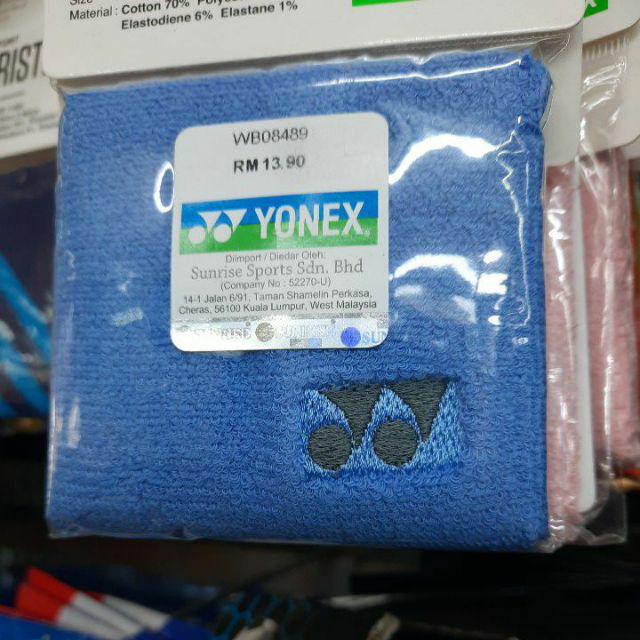 Material : Cotton 70%
Elastodiene 6% Elastane 1%
RIST
WB08489
RM 13.90
YONEX
Diimport / Diedar Oleh:
Sunrise Sports Sdn. Bhd
(Company No : 52270-U)
14-1 Jalan 6/91, Taman Shamelin Perkasa,
Cheras, 56100 Kuala Lumpur, West Malaysia